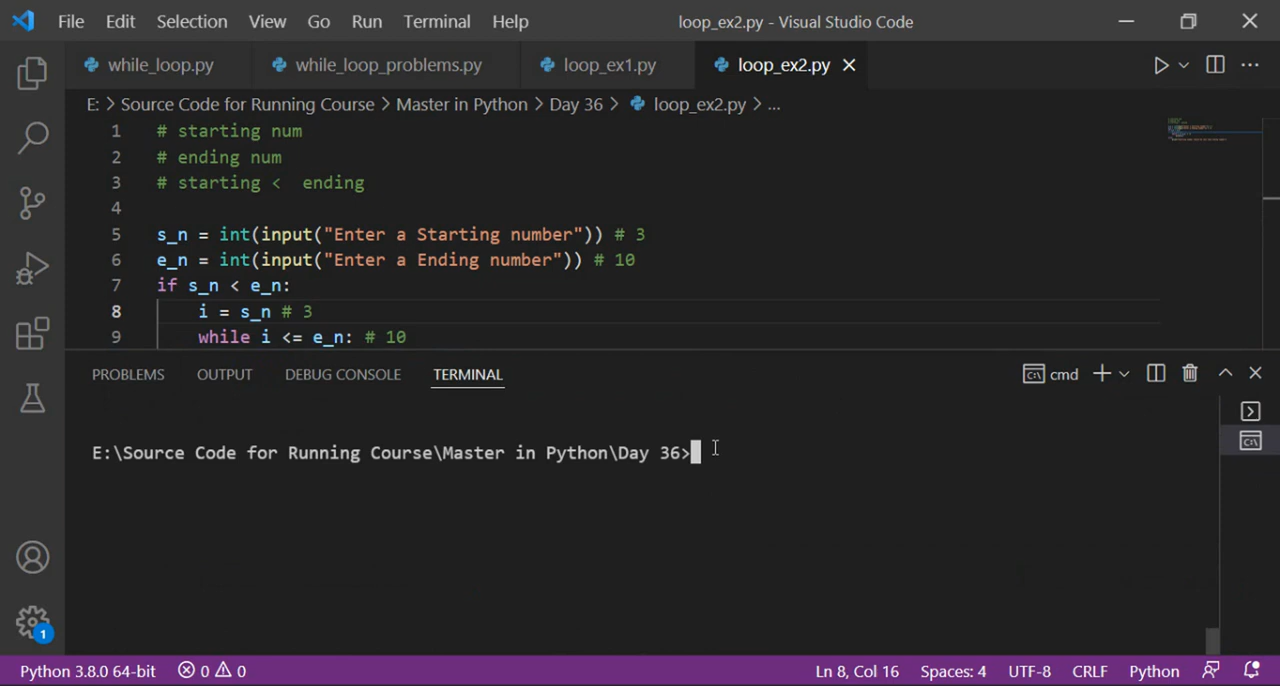 File Edit Selection View Go Run Terminal Help loop_ex2.py - Visual Studio Code
while_loop.py while_loop_problems.py loop_ex1.py loop_ex2.py
E: > Source Code for Running Course > Master in Python > Day 36 > loop_ex2.py > ...
1 # starting num
2 # ending num
3 # starting < ending
4
5 s_n = int(input("Enter a Starting number")) # 3
6 e_n = int(input("Enter a Ending number")) # 10
7 if s_n < e_n:
8 i = s_n # 3
9 while i <= e_n: # 10
PROBLEMS OUTPUT DEBUG CONSOLE TERMINAL cmd
E:\Source Code for Running Course\Master in Python\Day 36>
1
Python 3.8.0 64-bit 0 0 Ln 8, Col 16 Spaces: 4 UTF-8 CRLF Python